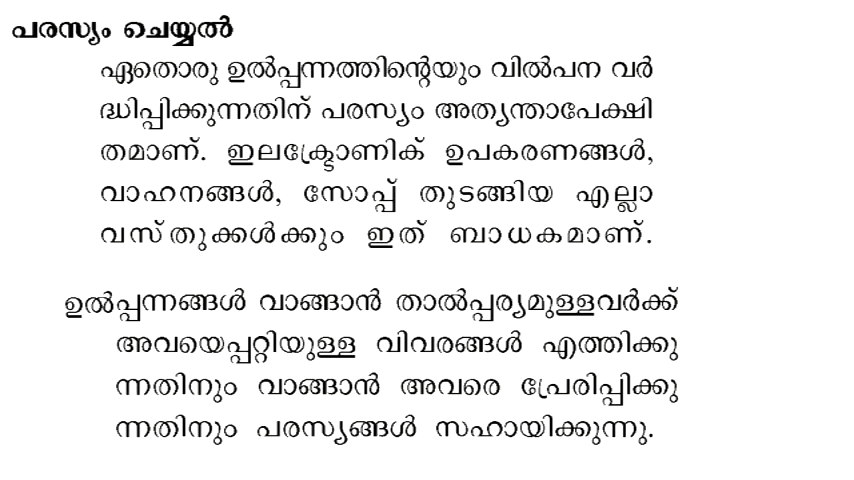 പരസ്യം ചെയ്യൽ
ഏതൊരു ഉൽപ്പന്നത്തിന്റെയും വിൽപന വർ
ദ്ധിപ്പിക്കുന്നതിന് പരസ്യം അത്യന്താപേക്ഷി
തമാണ്. ഇലക്ട്രോണിക് ഉപകരണങ്ങൾ,
വാഹനങ്ങൾ, സോപ്പ് തുടങ്ങിയ എല്ലാ
വസ്തുക്കൾക്കും ഇത് ബാധകമാണ്.
ഉൽപ്പന്നങ്ങൾ വാങ്ങാൻ താൽപ്പര്യമുള്ളവർക്ക്
അവയെപ്പറ്റിയുള്ള വിവരങ്ങൾ എത്തിക്കു
ന്നതിനും വാങ്ങാൻ അവരെ പ്രേരിപ്പിക്കു
ന്നതിനും പരസ്യങ്ങൾ സഹായിക്കുന്നു.